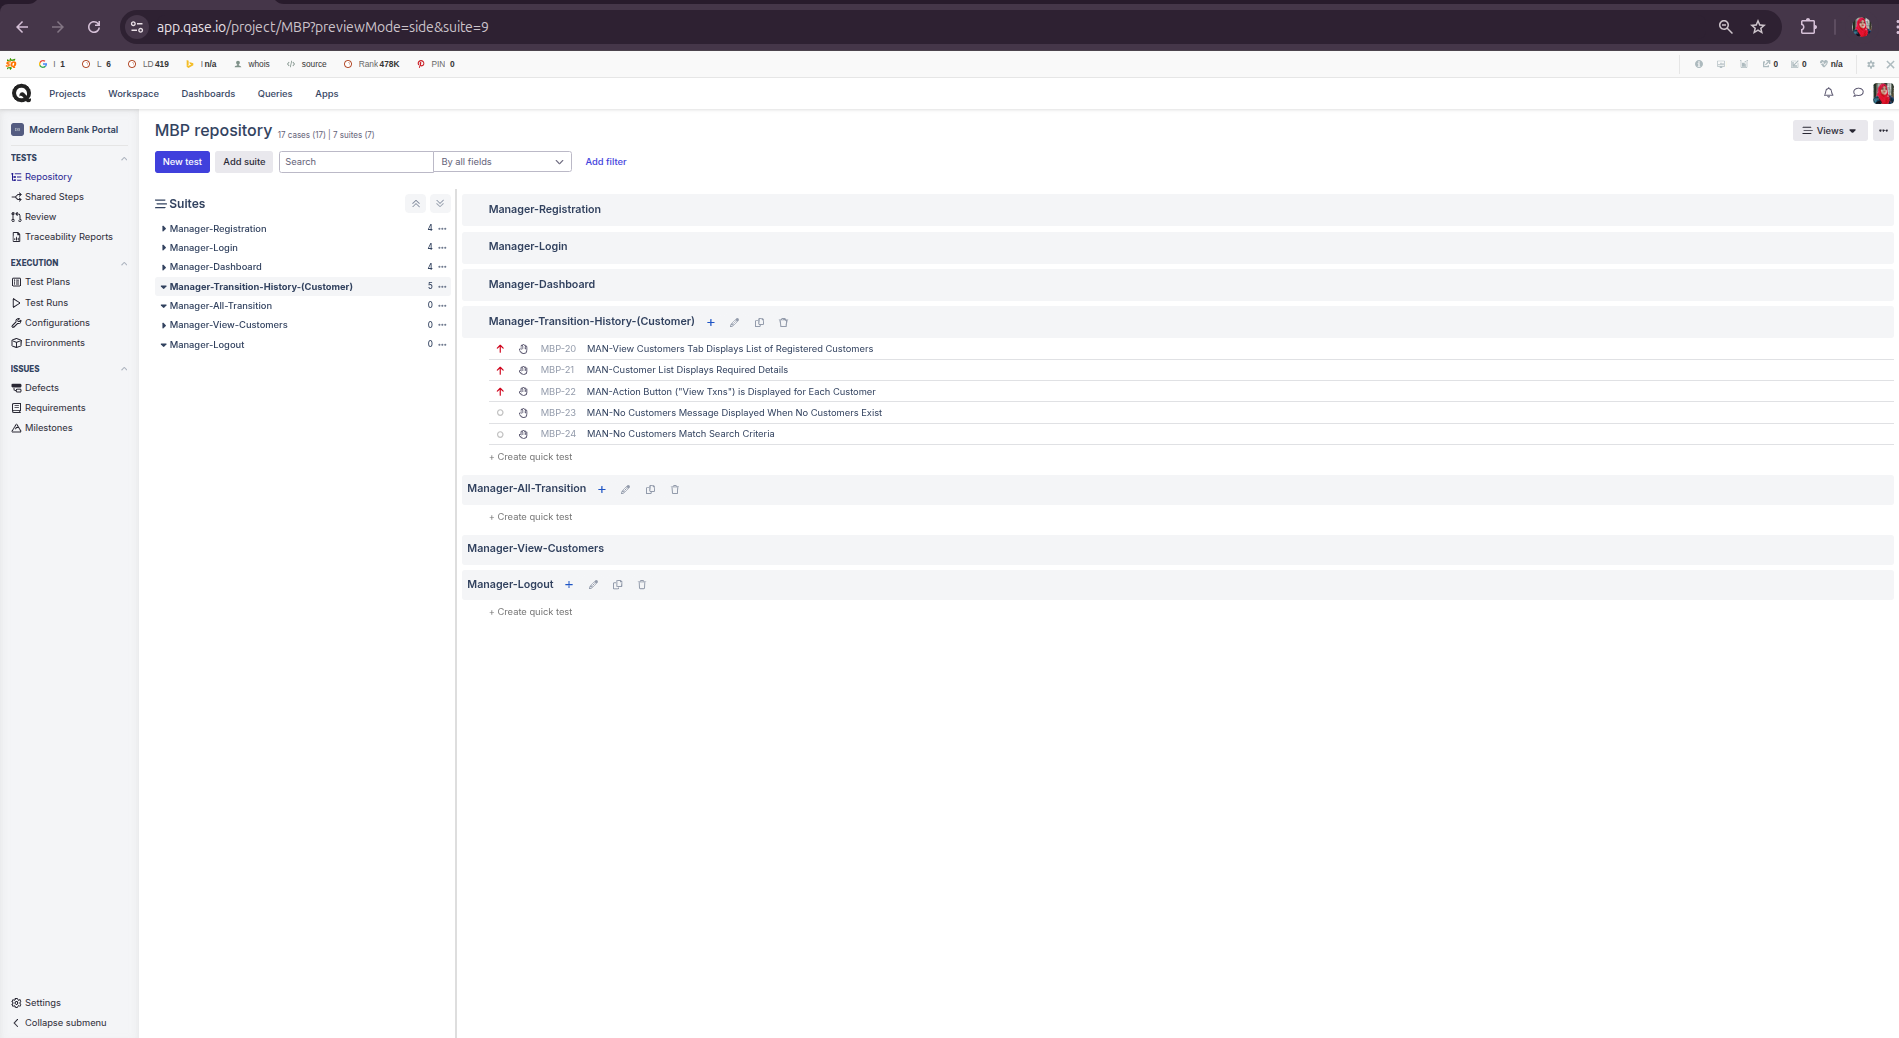 app.qase.io/project/MBP?previewMode=side&suite=9
I 1 L 6 LD 419 I n/a whois source Rank 478K PIN 0 0 0 n/a
Projects Workspace Dashboards Queries Apps
Modern Bank Portal
TESTS
Repository
Shared Steps
Review
Traceability Reports
EXECUTION
Test Plans
Test Runs
Configurations
Environments
ISSUES
Defects
Requirements
Milestones
Settings
Collapse submenu
MBP repository 17 cases (17) | 7 suites (7)
Views
New test Add suite Search By all fields Add filter
Suites
Manager-Registration 4
Manager-Login 4
Manager-Dashboard 4
Manager-Transition-History-(Customer) 5
Manager-All-Transition 0
Manager-View-Customers 0
Manager-Logout 0
Manager-Registration
Manager-Login
Manager-Dashboard
Manager-Transition-History-(Customer)
MBP-20 MAN-View Customers Tab Displays List of Registered Customers
MBP-21 MAN-Customer List Displays Required Details
MBP-22 MAN-Action Button ("View Txns") is Displayed for Each Customer
MBP-23 MAN-No Customers Message Displayed When No Customers Exist
MBP-24 MAN-No Customers Match Search Criteria
+ Create quick test
Manager-All-Transition
+ Create quick test
Manager-View-Customers
Manager-Logout
+ Create quick test